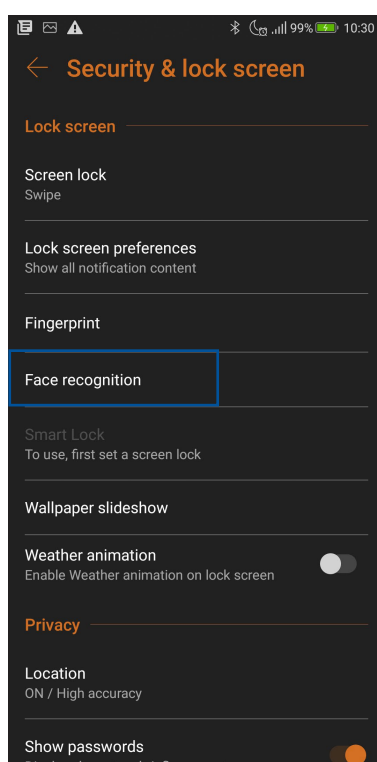 99% 10:30
Security & lock screen
Lock screen
Screen lock
Swipe
Lock screen preferences
Show all notification content
Fingerprint
Face recognition
Smart Lock
To use, first set a screen lock
Wallpaper slideshow
Weather animation
Enable Weather animation on lock screen
Privacy
Location
ON / High accuracy
Show passwords